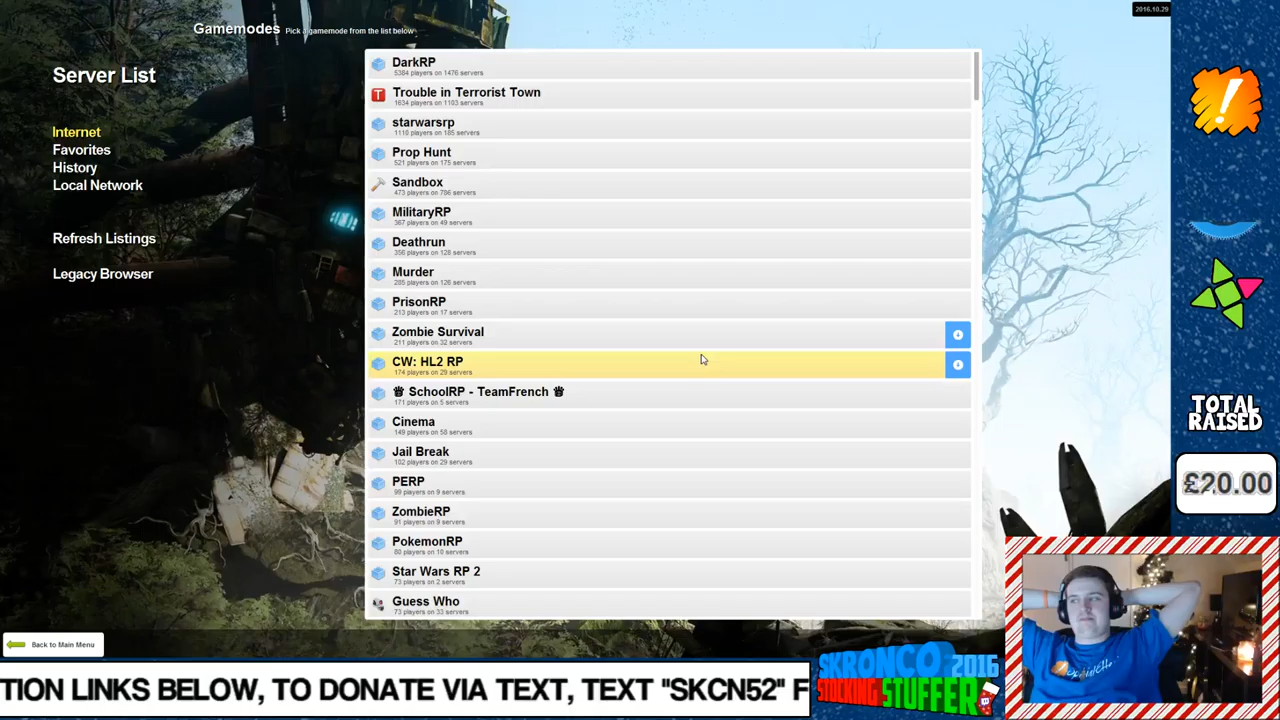 2016.10.29
Gamemodes Pick a gamemode from the list below
Server List
Internet
Favorites
History
Local Network
Refresh Listings
Legacy Browser
DarkRP
5384 players on 1476 servers
Trouble in Terrorist Town
1634 players on 1103 servers
starwarsrp
1118 players on 185 servers
Prop Hunt
521 players on 175 servers
Sandbox
473 players on 786 servers
MilitaryRP
367 players on 49 servers
Deathrun
356 players on 128 servers
Murder
285 players on 126 servers
PrisonRP
213 players on 17 servers
Zombie Survival
211 players on 32 servers
CW: HL2 RP
174 players on 29 servers
♛ SchoolRP - TeamFrench ♛
171 players on 5 servers
Cinema
149 players on 58 servers
Jail Break
102 players on 29 servers
PERP
99 players on 9 servers
ZombieRP
91 players on 9 servers
PokemonRP
80 players on 10 servers
Star Wars RP 2
73 players on 2 servers
Guess Who
73 players on 33 servers
Back to Main Menu
TOTAL
RAISED
£20.00
TION LINKS BELOW, TO DONATE VIA TEXT, TEXT "SKCN52" F
SKRONCO 2016
STOCKING STUFFER